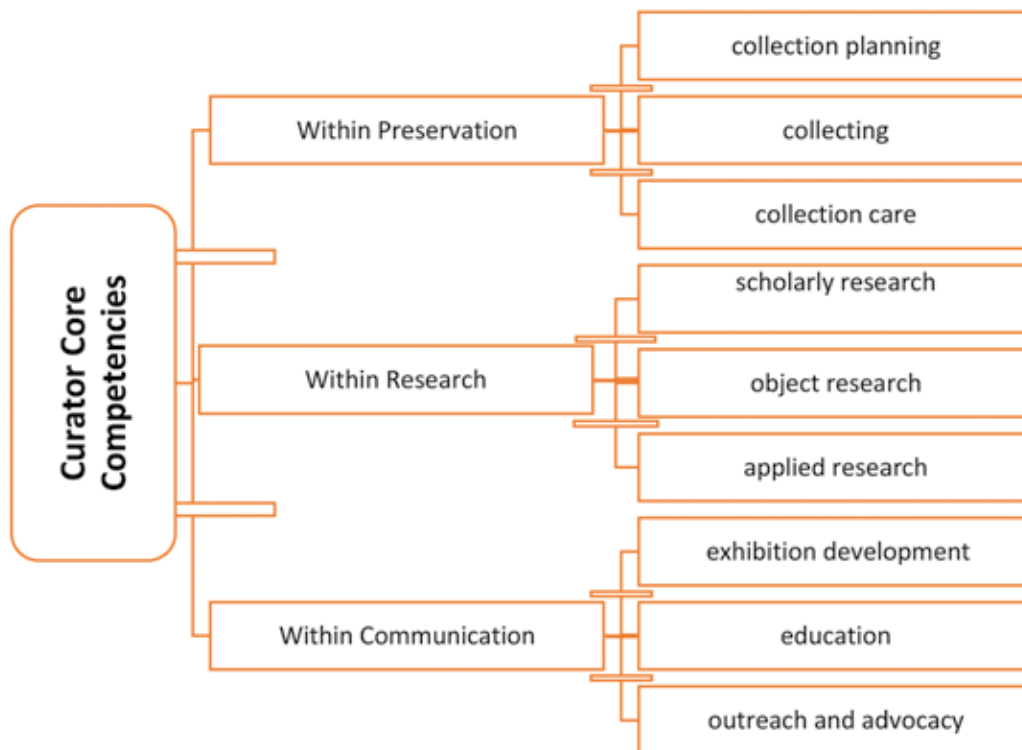 Curator Core
Competencies
Within Preservation
collection planning
collecting
collection care
Within Research
scholarly research
object research
applied research
Within Communication
exhibition development
education
outreach and advocacy